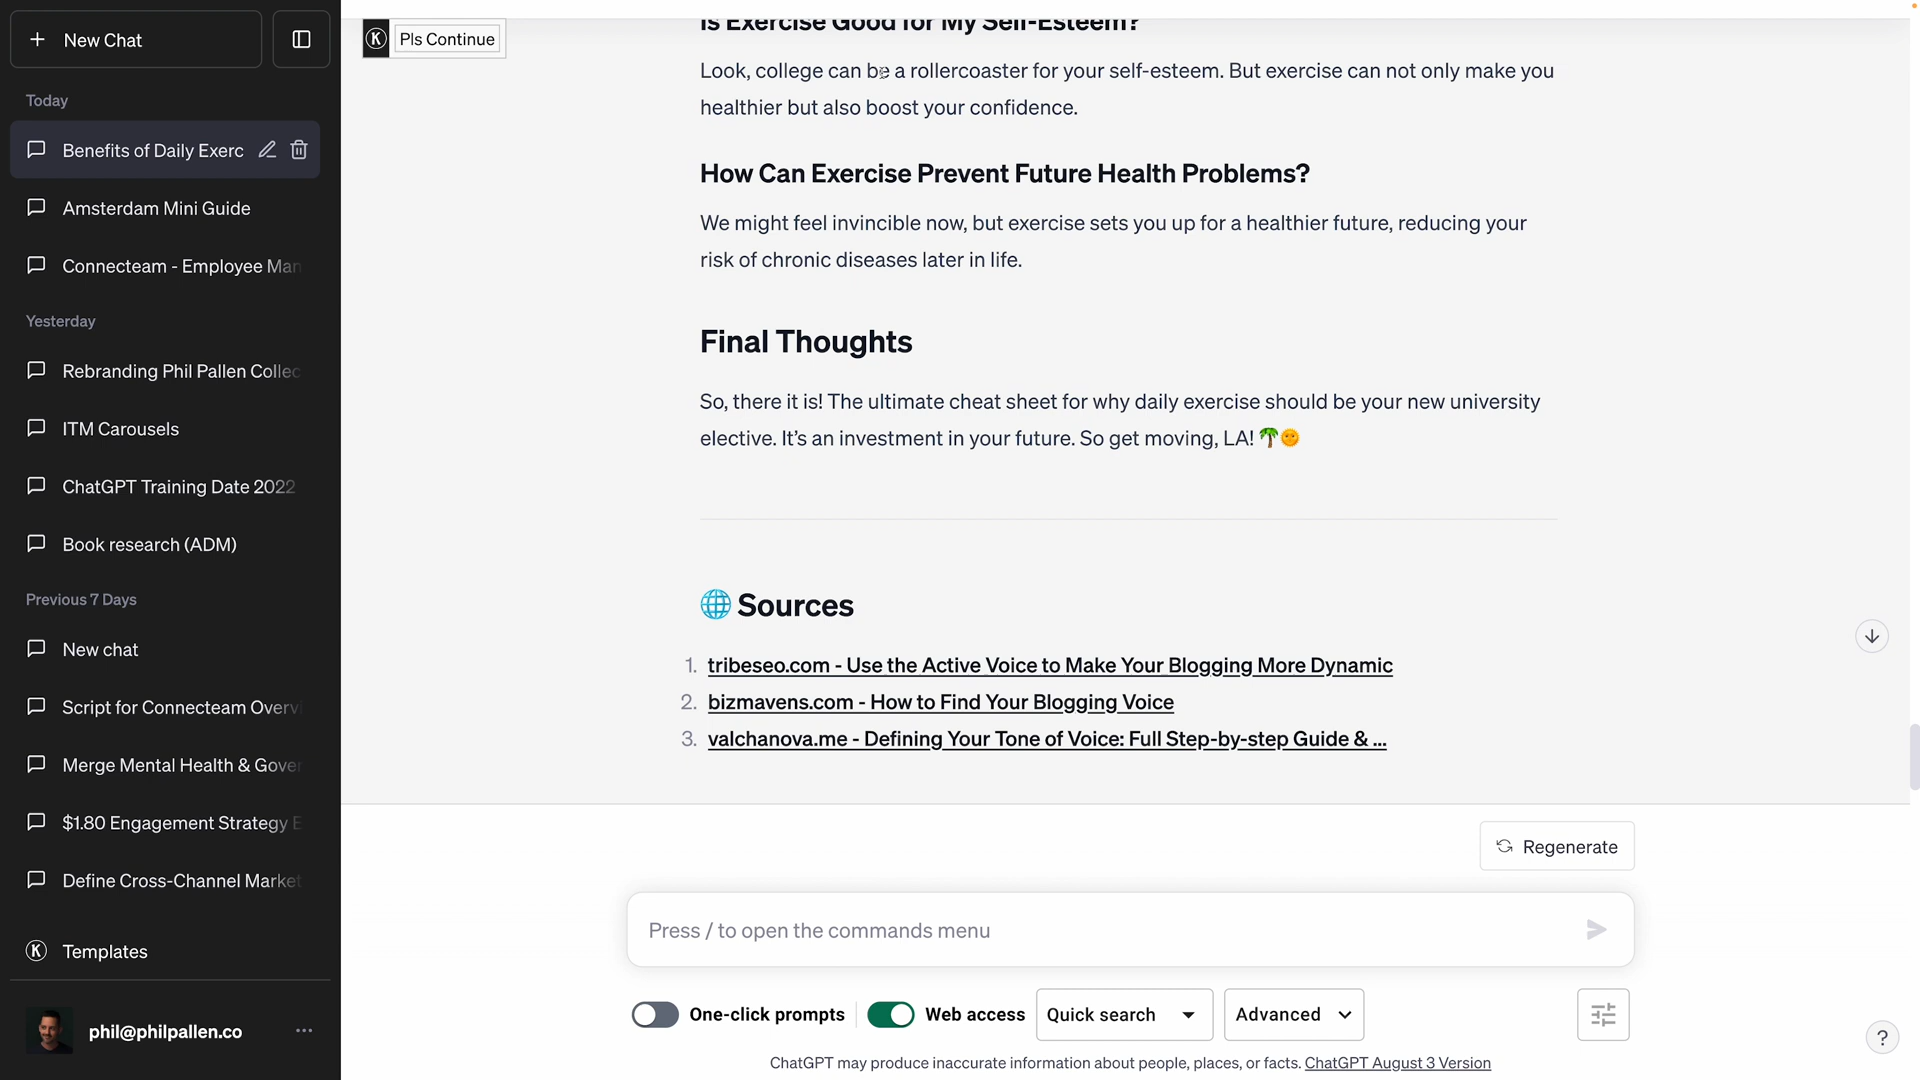 New Chat
Today
Benefits of Daily Exerc
Amsterdam Mini Guide
Connecteam - Employee Man
Yesterday
Rebranding Phil Pallen Collec
ITM Carousels
ChatGPT Training Date 2022
Book research (ADM)
Previous 7 Days
New chat
Script for Connecteam Overv
Merge Mental Health & Gover
$1.80 Engagement Strategy E
Define Cross-Channel Market
Templates
phil@philpallen.co
Pls Continue
Is Exercise Good for My Self-Esteem?
Look, college can be a rollercoaster for your self-esteem. But exercise can not only make you
healthier but also boost your confidence.
How Can Exercise Prevent Future Health Problems?
We might feel invincible now, but exercise sets you up for a healthier future, reducing your
risk of chronic diseases later in life.
Final Thoughts
So, there it is! The ultimate cheat sheet for why daily exercise should be your new university
elective. It's an investment in your future. So get moving, LA! 🌴🌞
🌐 Sources
1. tribeseo.com - Use the Active Voice to Make Your Blogging More Dynamic
2. bizmavens.com - How to Find Your Blogging Voice
3. valchanova.me - Defining Your Tone of Voice: Full Step-by-step Guide & ...
Regenerate
Press / to open the commands menu
One-click prompts
Web access
Quick search
Advanced
?
ChatGPT may produce inaccurate information about people, places, or facts. ChatGPT August 3 Version